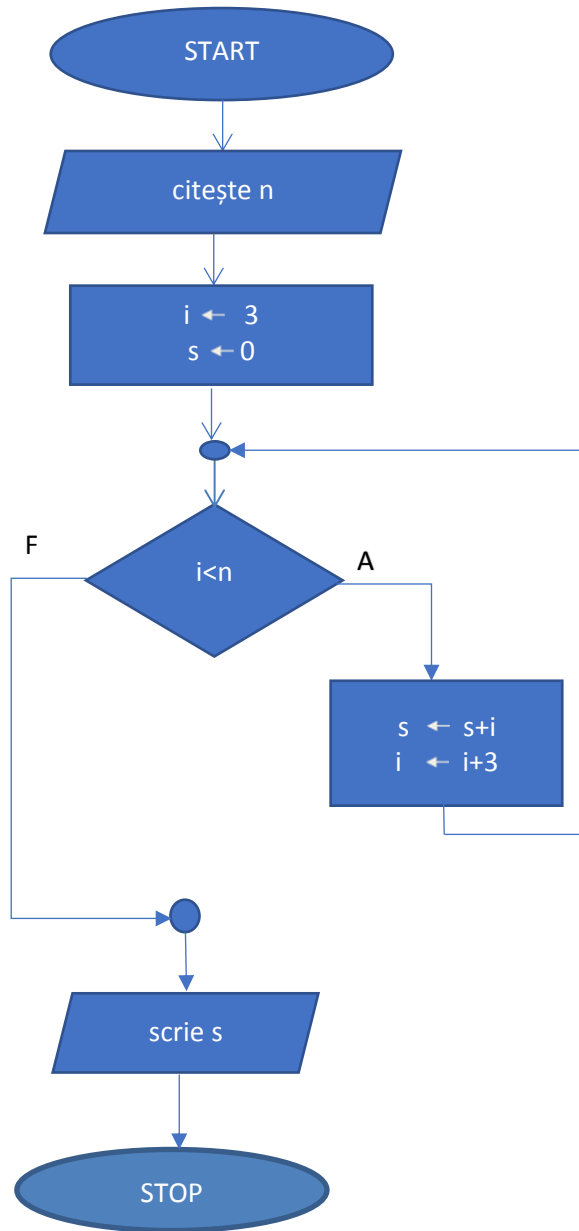 START
citește n
i ← 3
s ← 0
i<n
F
A
s ← s+i
i ← i+3
scrie s
STOP